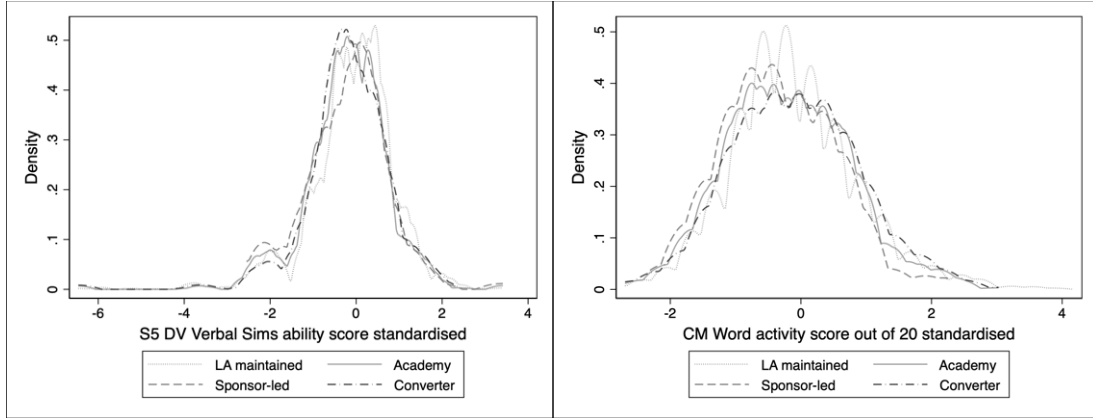 Density
.5
.4
.3
.2
.1
0
-6 -4 -2 0 2 4
S5 DV Verbal Sims ability score standardised
LA maintained Academy
Sponsor-led Converter
Density
.5
.4
.3
.2
.1
0
-2 0 2 4
CM Word activity score out of 20 standardised
LA maintained Academy
Sponsor-led Converter